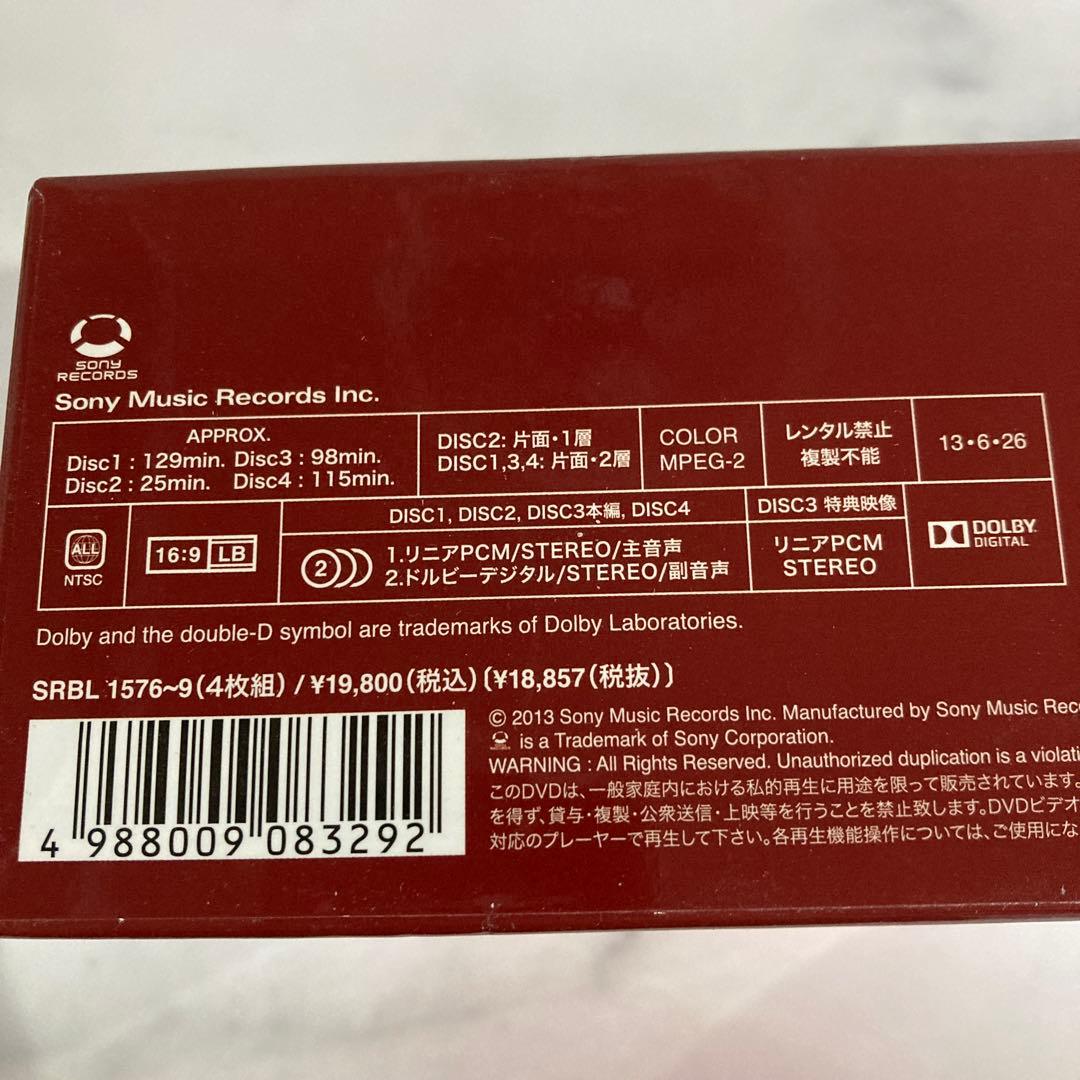 SONY
RECORDS
Sony Music Records Inc.
APPROX.
Disc1 : 129min. Disc3 : 98min.
Disc2 : 25min. Disc4 : 115min.
DISC2: 片面・1層
DISC1,3,4: 片面・2層
COLOR
MPEG-2
レンタル禁止
複製不能
13・6・26
ALL
NTSC
16:9 LB
DISC1, DISC2, DISC3本編, DISC4
2
1.リニアPCM/STEREO/主音声
2.ドルビーデジタル/STEREO/副音声
DISC3 特典映像
リニアPCM
STEREO
DOLBY
DIGITAL
Dolby and the double-D symbol are trademarks of Dolby Laboratories.
SRBL 1576~9(4枚組) /¥19,800(税込)〔¥18,857(税抜)〕
4 988009 083292
© 2013 Sony Music Records Inc. Manufactured by Sony Music
is a Trademark of Sony Corporation.
WARNING : All Rights Reserved. Unauthorized duplication is a
このDVDは、一般家庭内における私的再生に用途を限って販売されています。
を得ず、貸与・複製・公衆送信・上映等を行うことを禁止致します。DVDビデオ
対応のプレーヤーで再生して下さい。各再生機能操作については、ご使用にな